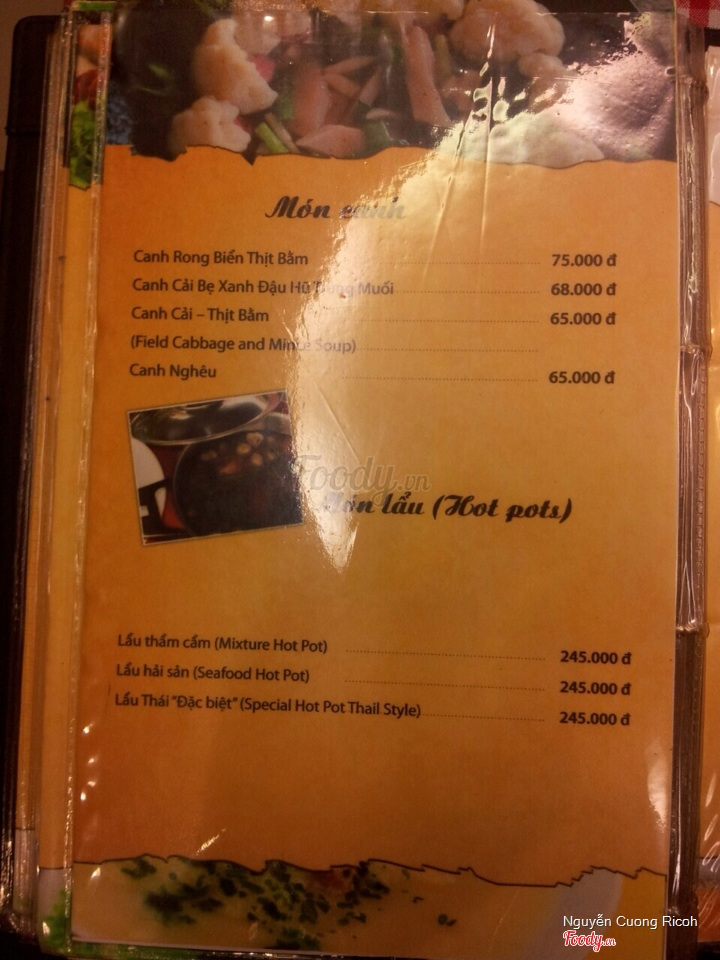 Món canh
Canh Rong Biển Thịt Bằm 75.000 đ
Canh Cải Bẹ Xanh Đậu Hũ Trứng Muối 68.000 đ
Canh Cải – Thịt Bằm 65.000 đ
(Field Cabbage and Mince Soup)
Canh Nghêu 65.000 đ
Foody.vn
Món lẩu (Hot pots)
Lẩu thẩm cẩm (Mixture Hot Pot) 245.000 đ
Lẩu hải sản (Seafood Hot Pot) 245.000 đ
Lẩu Thái "Đặc biệt" (Special Hot Pot Thail Style) 245.000 đ
Nguyễn Cuong Ricoh
Foody.vn